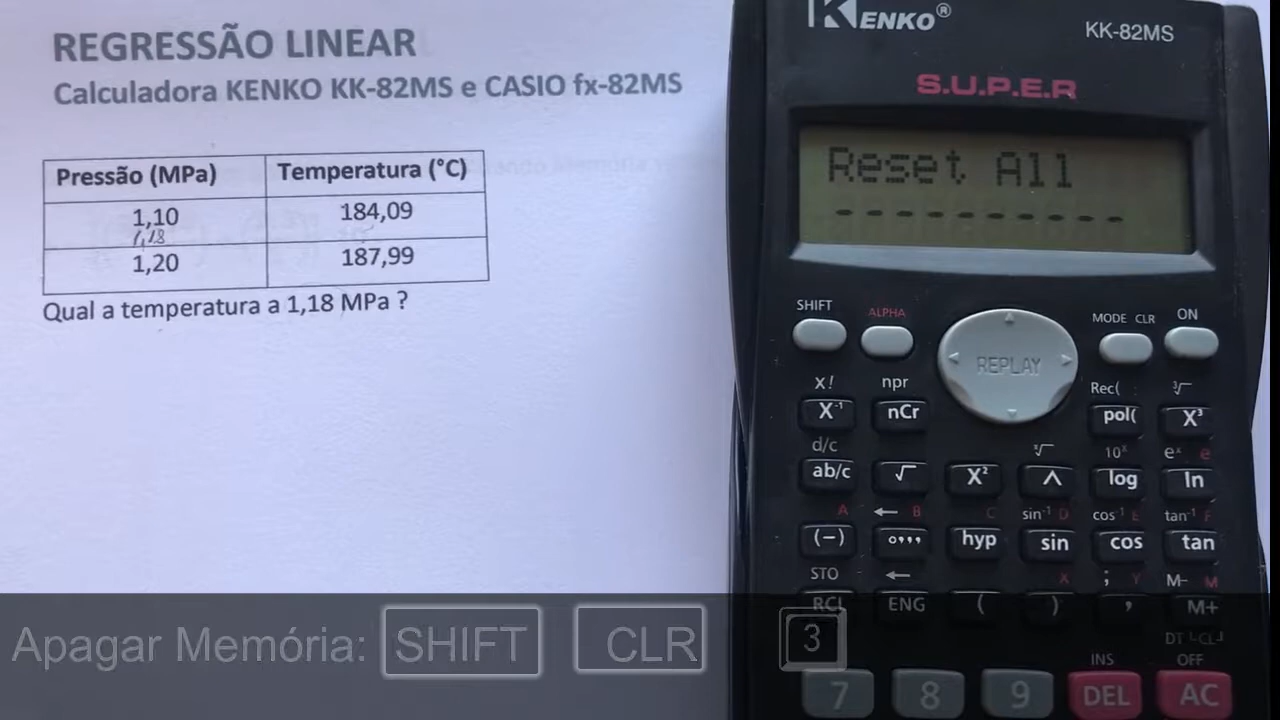 REGRESSÃO LINEAR
Calculadora KENKO KK-82MS e CASIO fx-82MS
Pressão (MPa) Temperatura (°C)
1,10 184,09
1,18
1,20 187,99
Qual a temperatura a 1,18 MPa ?
KENKO®
KK-82MS
S.U.P.E.R
Reset All
- - - - - - - - - -
SHIFT ALPHA MODE CLR ON
REPLAY
x! npr Rec( ³√
X⁻¹ nCr pol( X³
d/c ˣ√ 10ˣ eˣ e
ab/c √ X² ^ log ln
A ← B C sin⁻¹ D cos⁻¹ E tan⁻¹ F
(−) °,,, hyp sin cos tan
STO ← X ; Y M- M
RCL ENG ( ) , M+
DT CL
INS OFF
7 8 9 DEL AC
Apagar Memória: SHIFT CLR 3